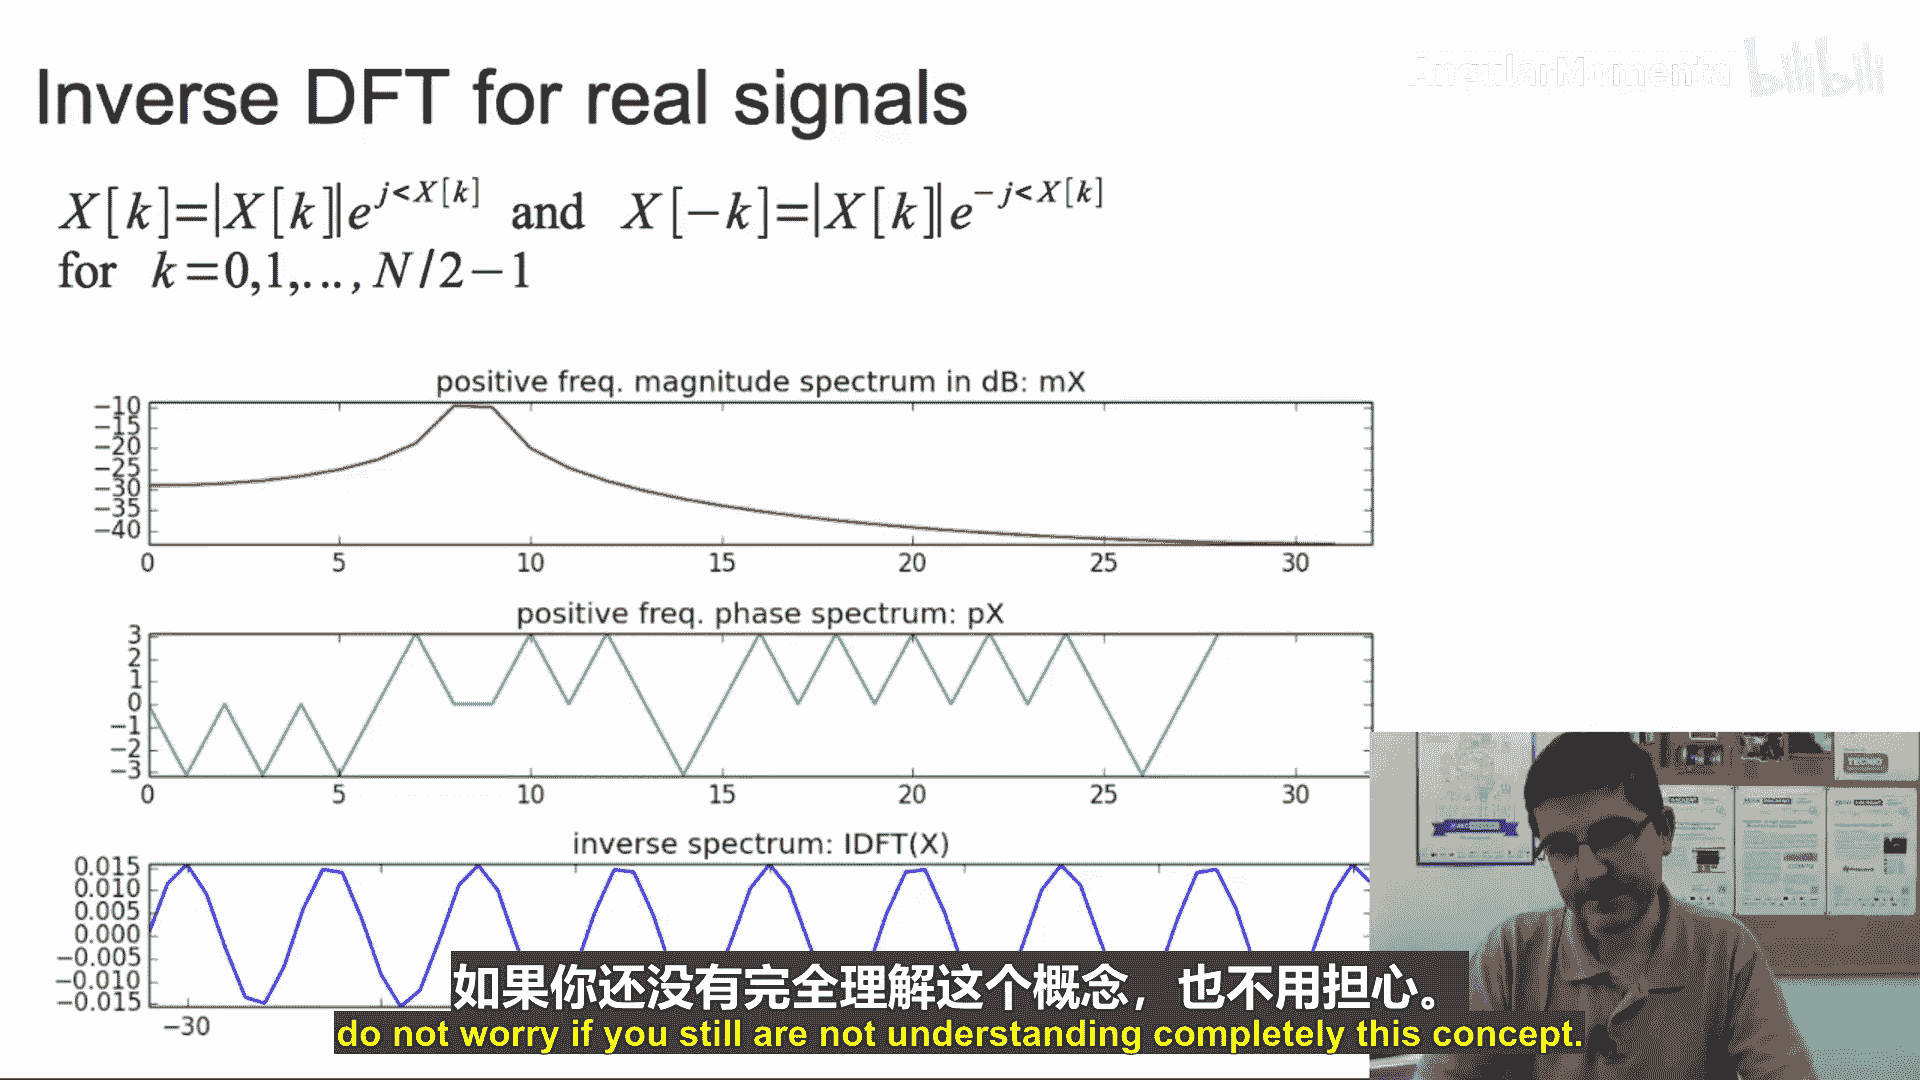 Inverse DFT for real signals
AngularMomenta bilibili
X[k]=|X[k]|e^{j<X[k]} and X[−k]=|X[k]|e^{−j<X[k]}
for k=0,1,..., N/2−1
positive freq. magnitude spectrum in dB: mX
−10
−15
−20
−25
−30
−35
−40
0 5 10 15 20 25 30
positive freq. phase spectrum: pX
3
2
1
0
−1
−2
−3
0 5 10 15 20 25 30
TECNIO
inverse spectrum: IDFT(X)
0.015
0.010
0.005
0.000
−0.005
−0.010
−0.015
−30
如果你还没有完全理解这个概念，也不用担心。
do not worry if you still are not understanding completely this concept.